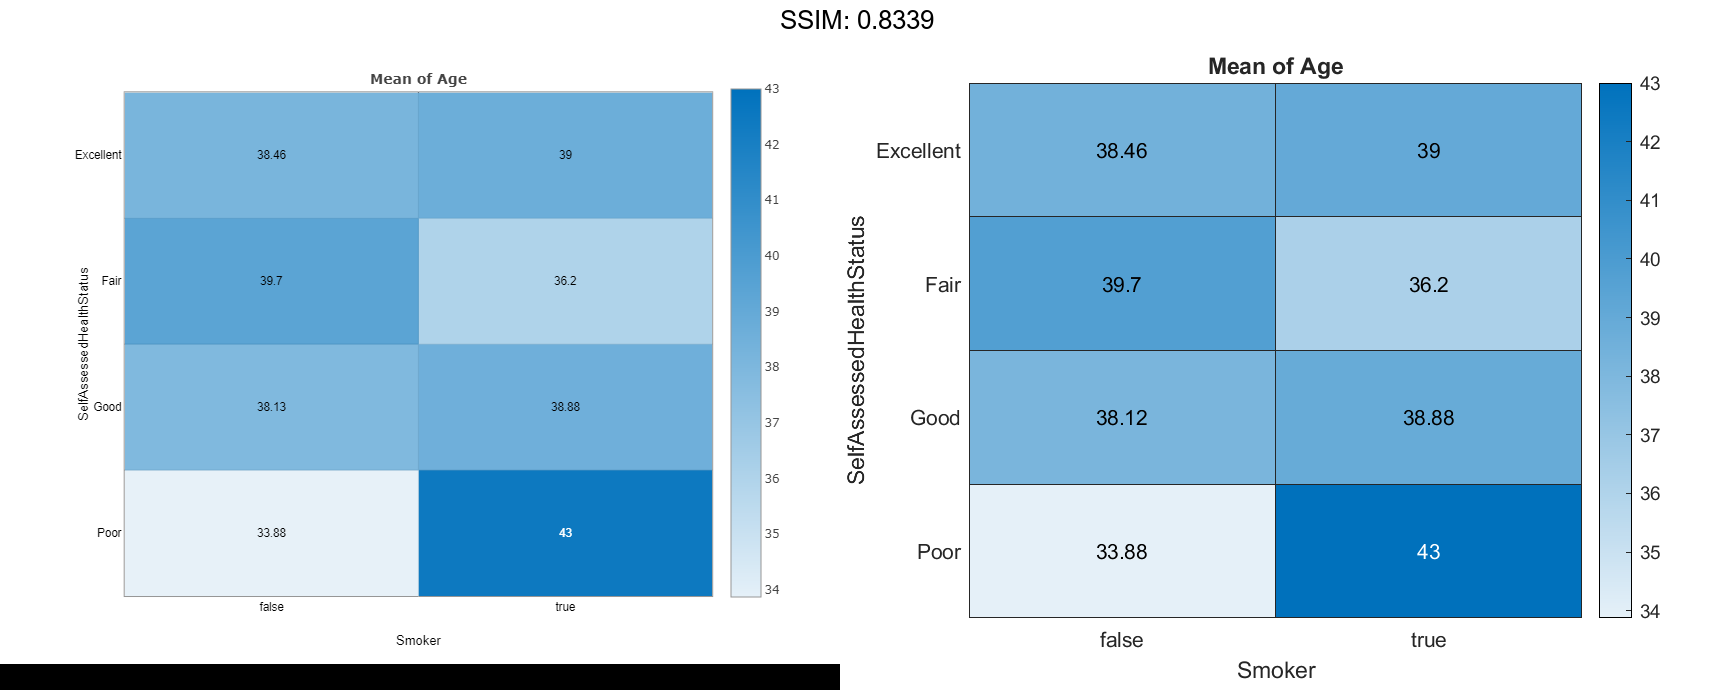 SSIM: 0.8339
Mean of Age
SelfAssessedHealthStatus
Excellent 38.46 39
Fair 39.7 36.2
Good 38.13 38.88
Poor 33.88 43
false true
Smoker
43
42
41
40
39
38
37
36
35
34
Mean of Age
SelfAssessedHealthStatus
Excellent 38.46 39
Fair 39.7 36.2
Good 38.12 38.88
Poor 33.88 43
false true
Smoker
43
42
41
40
39
38
37
36
35
34